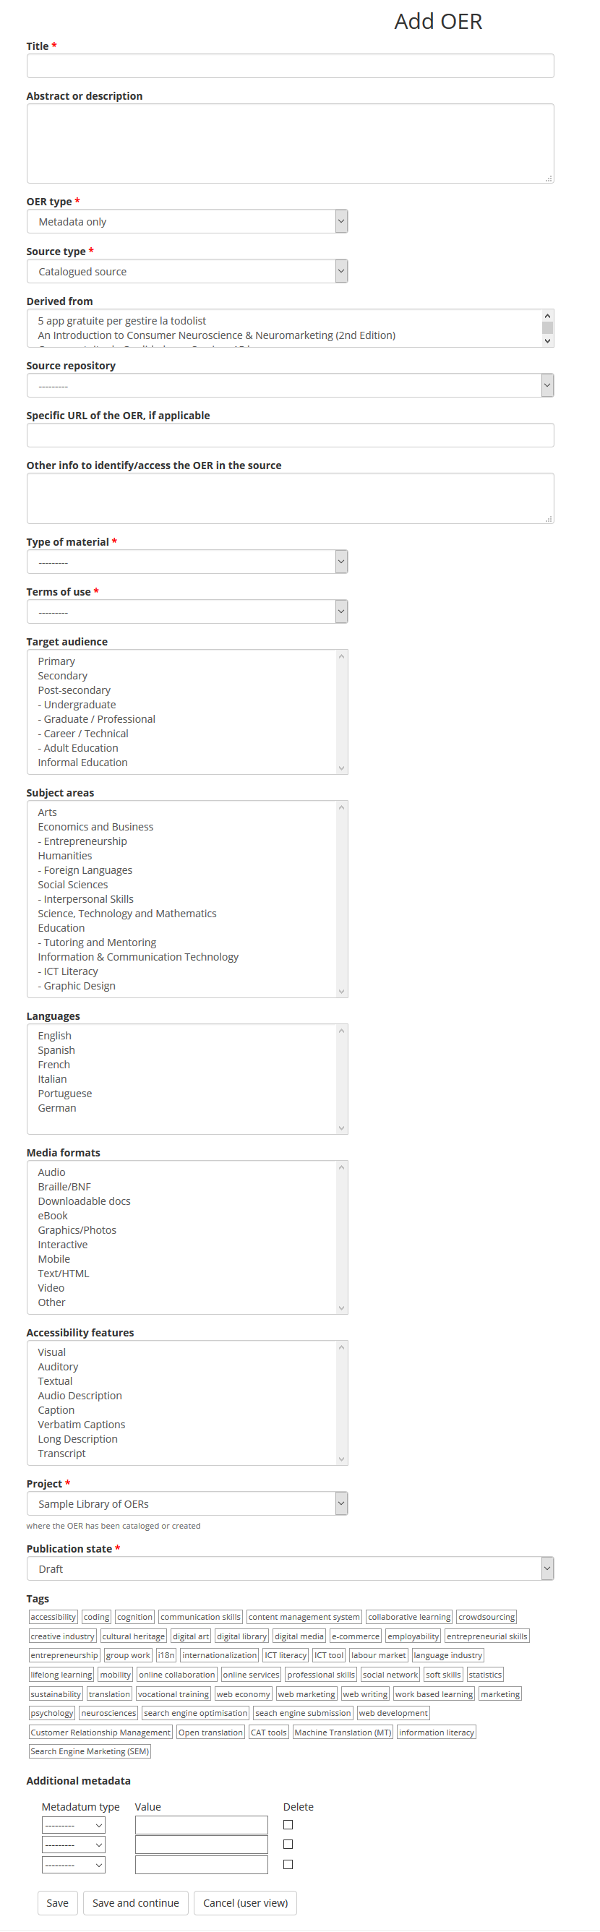 Add OER
Title *
Abstract or description
OER type *
Metadata only
Source type *
Catalogued source
Derived from
5 app gratuite per gestire la todolist
An Introduction to Consumer Neuroscience & Neuromarketing (2nd Edition)
Source repository
---------
Specific URL of the OER, if applicable
Other info to identify/access the OER in the source
Type of material *
---------
Terms of use *
---------
Target audience
Primary
Secondary
Post-secondary
- Undergraduate
- Graduate / Professional
- Career / Technical
- Adult Education
Informal Education
Subject areas
Arts
Economics and Business
- Entrepreneurship
Humanities
- Foreign Languages
Social Sciences
- Interpersonal Skills
Science, Technology and Mathematics
Education
- Tutoring and Mentoring
Information & Communication Technology
- ICT Literacy
- Graphic Design
Languages
English
Spanish
French
Italian
Portuguese
German
Media formats
Audio
Braille/BNF
Downloadable docs
eBook
Graphics/Photos
Interactive
Mobile
Text/HTML
Video
Other
Accessibility features
Visual
Auditory
Textual
Audio Description
Caption
Verbatim Captions
Long Description
Transcript
Project *
Sample Library of OERs
where the OER has been cataloged or created
Publication state *
Draft
Tags
accessibility coding cognition communication skills content management system collaborative learning crowdsourcing
creative industry cultural heritage digital art digital library digital media e-commerce employability entrepreneurial skills
entrepreneurship group work i18n internationalization ICT literacy ICT tool labour market language industry
lifelong learning mobility online collaboration online services professional skills social network soft skills statistics
sustainability translation vocational training web economy web marketing web writing work based learning marketing
psychology neurosciences search engine optimisation seach engine submission web development
Customer Relationship Management Open translation CAT tools Machine Translation (MT) information literacy
Search Engine Marketing (SEM)
Additional metadata
Metadatum type Value Delete
---------
---------
---------
Save Save and continue Cancel (user view)